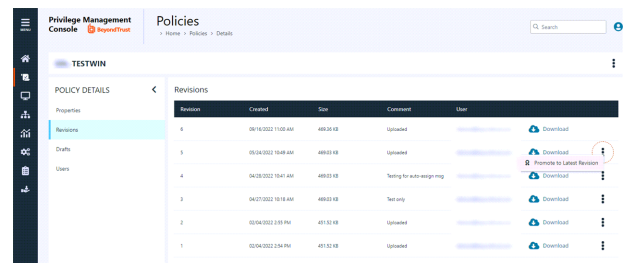 MENU
Privilege Management
Console BeyondTrust
Policies
> Home > Policies > Details
Search
TESTWIN
POLICY DETAILS
Properties
Revisions
Drafts
Users
Revisions
Revision Created Size Comment User
6 09/16/2022 11:00 AM 469.36 KB Uploaded Download
5 05/24/2022 10:49 AM 469.03 KB Uploaded Download
Promote to Latest Revision
4 04/28/2022 10:41 AM 469.03 KB Testing for auto-assign msg Download
3 04/27/2022 10:18 AM 469.03 KB Test only Download
2 02/04/2022 2:55 PM 451.52 KB Uploaded Download
1 02/04/2022 2:54 PM 451.52 KB Uploaded Download